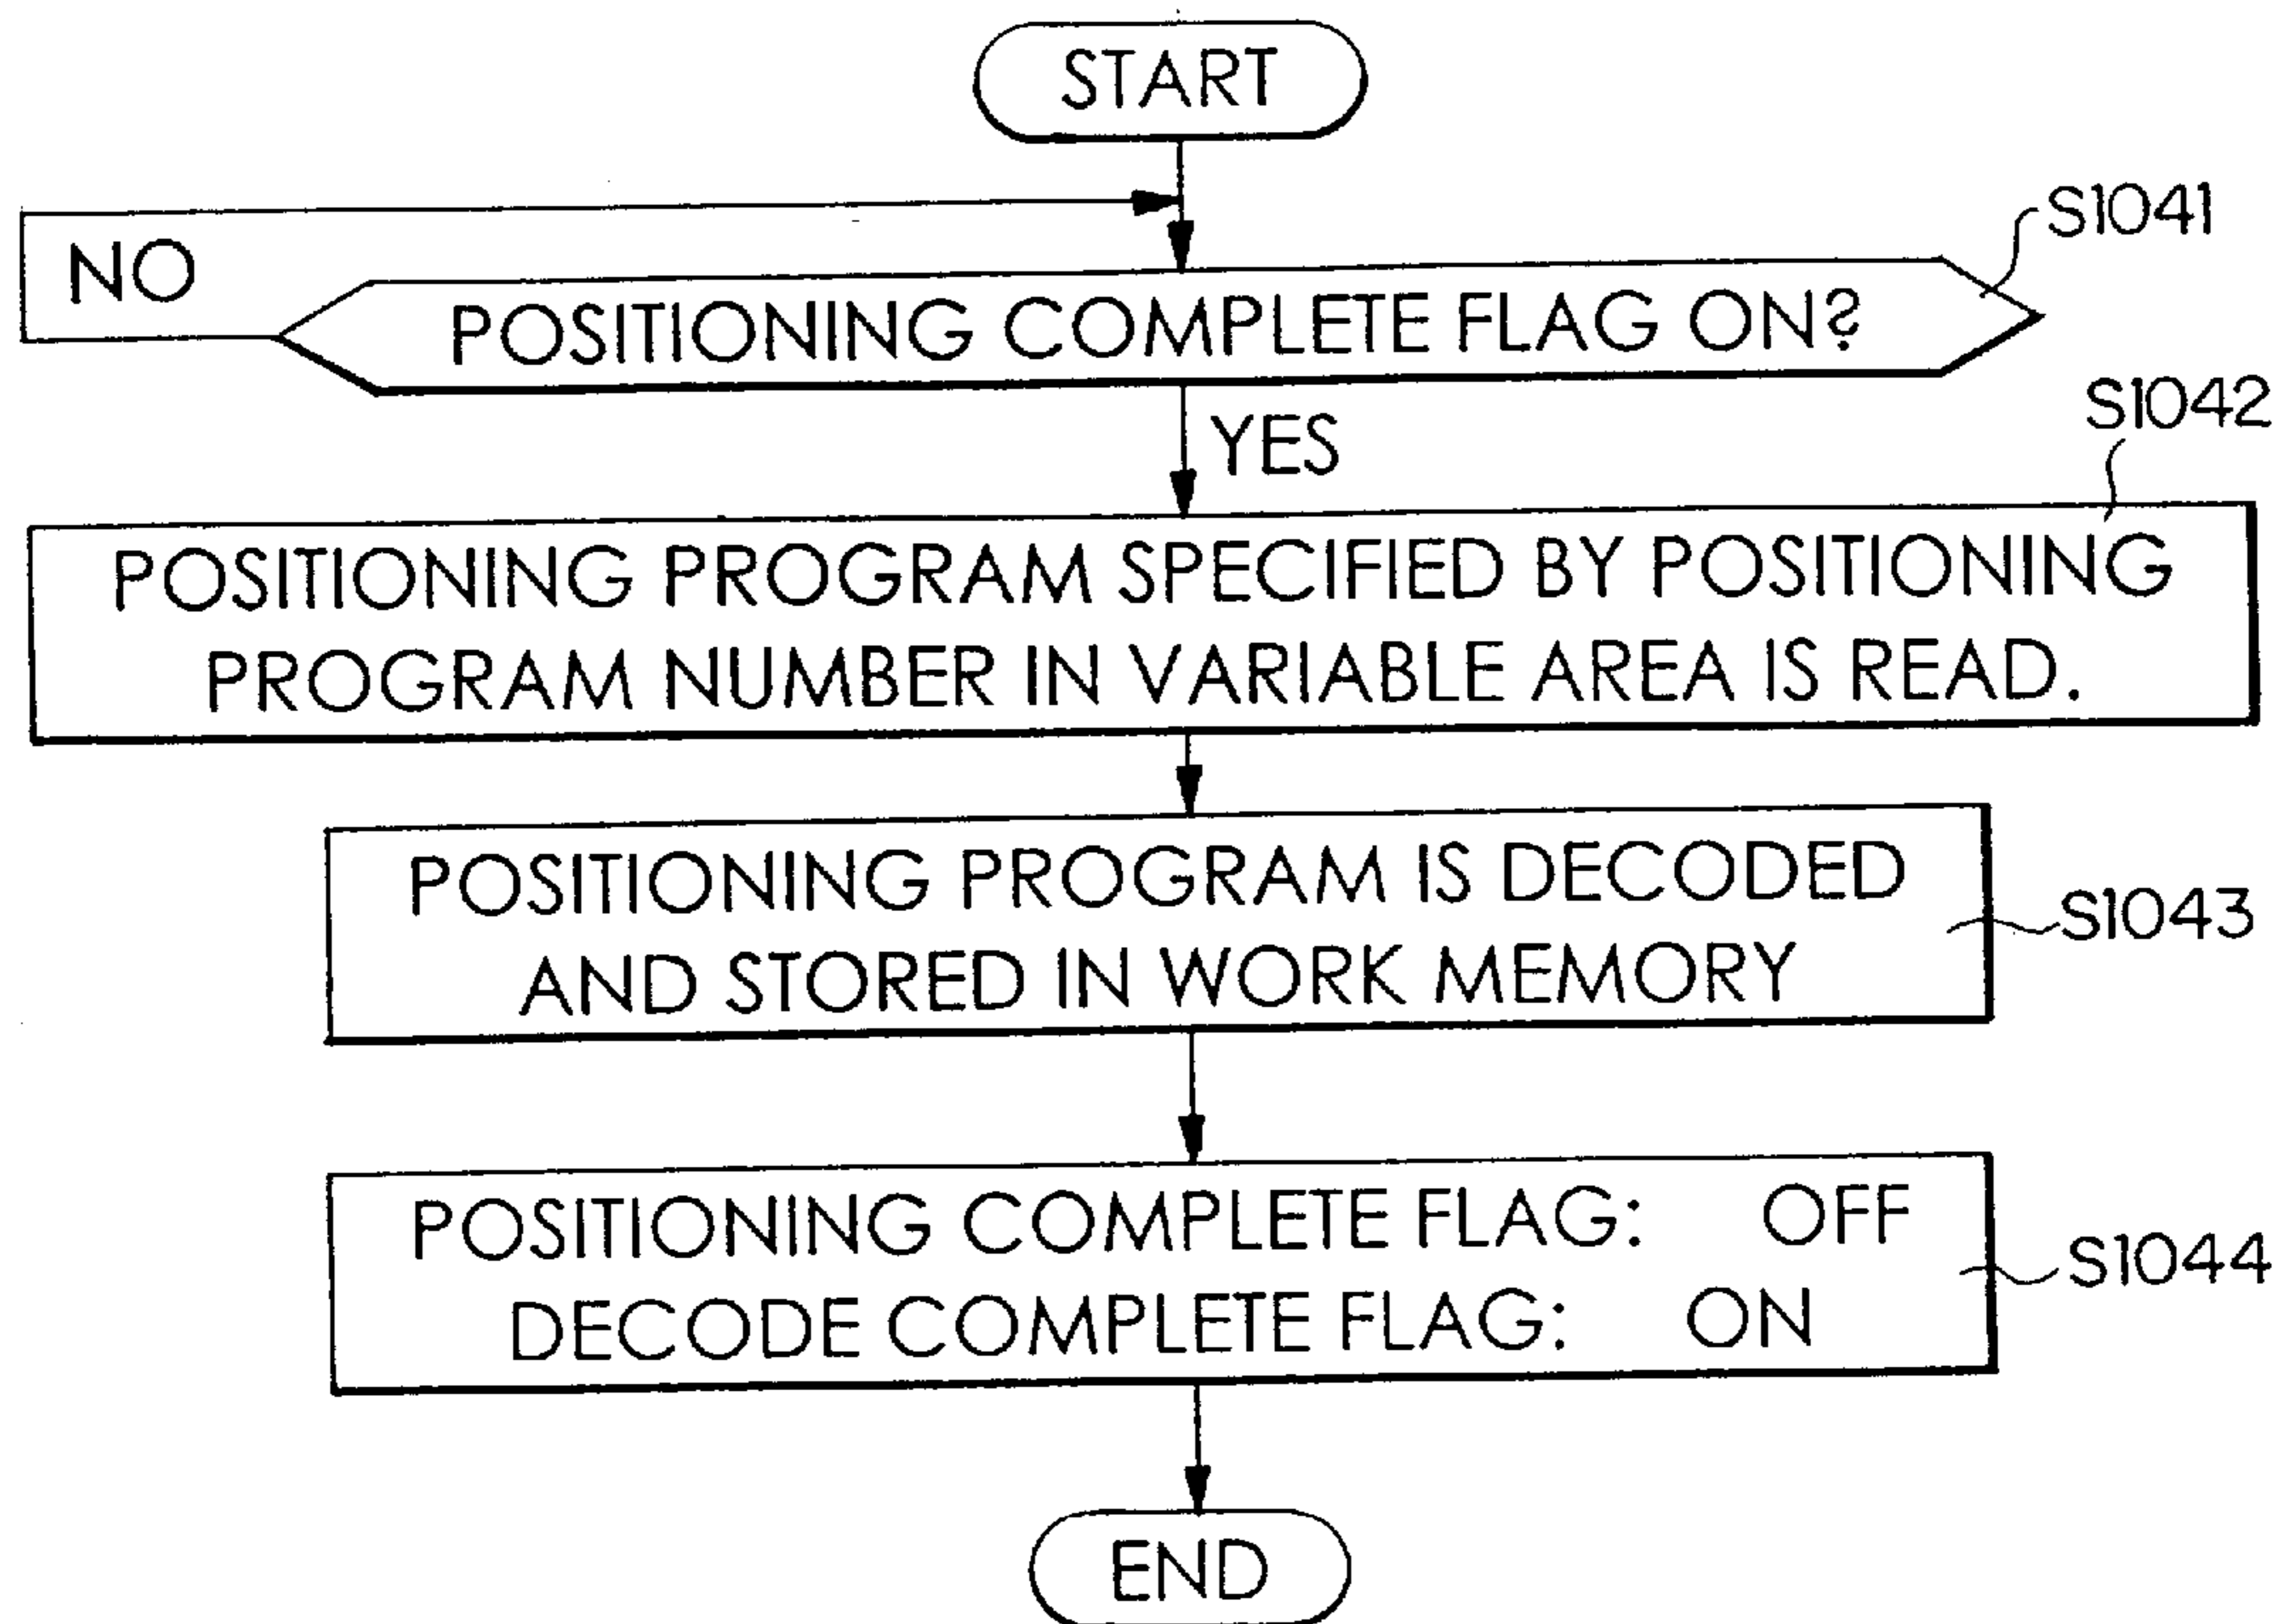 START
NO
S1041
POSITIONING COMPLETE FLAG ON?
YES
S1042
POSITIONING PROGRAM SPECIFIED BY POSITIONING
PROGRAM NUMBER IN VARIABLE AREA IS READ.
POSITIONING PROGRAM IS DECODED
AND STORED IN WORK MEMORY
S1043
POSITIONING COMPLETE FLAG: OFF
DECODE COMPLETE FLAG: ON
S1044
END